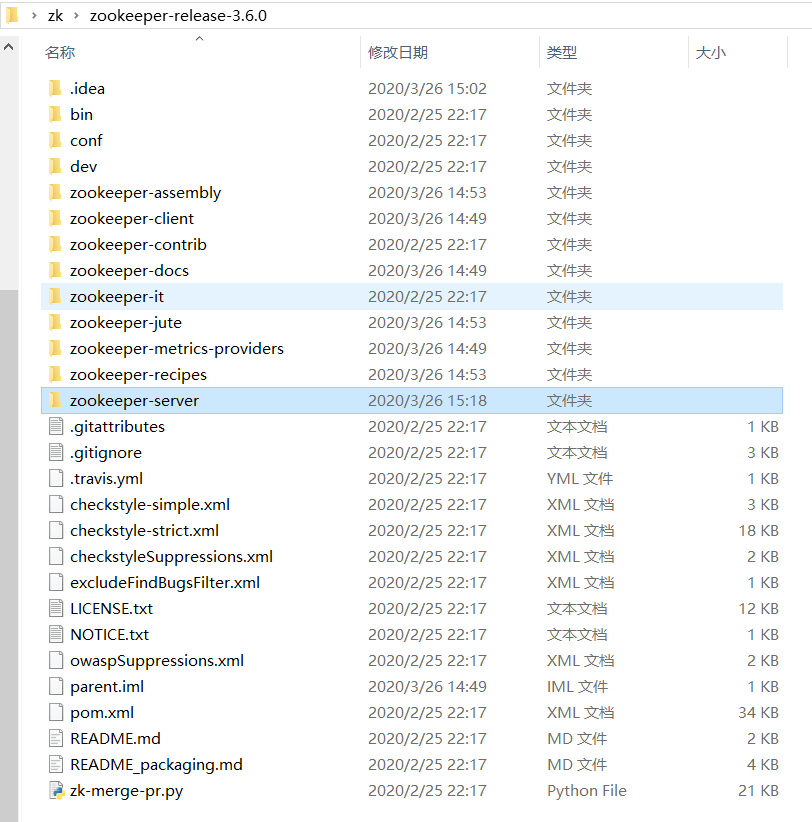 zk › zookeeper-release-3.6.0
名称 修改日期 类型 大小
.idea 2020/3/26 15:02 文件夹
bin 2020/2/25 22:17 文件夹
conf 2020/2/25 22:17 文件夹
dev 2020/2/25 22:17 文件夹
zookeeper-assembly 2020/3/26 14:53 文件夹
zookeeper-client 2020/3/26 14:49 文件夹
zookeeper-contrib 2020/2/25 22:17 文件夹
zookeeper-docs 2020/3/26 14:49 文件夹
zookeeper-it 2020/2/25 22:17 文件夹
zookeeper-jute 2020/3/26 14:53 文件夹
zookeeper-metrics-providers 2020/3/26 14:49 文件夹
zookeeper-recipes 2020/3/26 14:53 文件夹
zookeeper-server 2020/3/26 15:18 文件夹
.gitattributes 2020/2/25 22:17 文本文档 1 KB
.gitignore 2020/2/25 22:17 文本文档 3 KB
.travis.yml 2020/2/25 22:17 YML 文件 1 KB
checkstyle-simple.xml 2020/2/25 22:17 XML 文档 3 KB
checkstyle-strict.xml 2020/2/25 22:17 XML 文档 18 KB
checkstyleSuppressions.xml 2020/2/25 22:17 XML 文档 2 KB
excludeFindBugsFilter.xml 2020/2/25 22:17 XML 文档 1 KB
LICENSE.txt 2020/2/25 22:17 文本文档 12 KB
NOTICE.txt 2020/2/25 22:17 文本文档 1 KB
owaspSuppressions.xml 2020/2/25 22:17 XML 文档 2 KB
parent.iml 2020/3/26 14:49 IML 文件 1 KB
pom.xml 2020/2/25 22:17 XML 文档 34 KB
README.md 2020/2/25 22:17 MD 文件 2 KB
README_packaging.md 2020/2/25 22:17 MD 文件 4 KB
zk-merge-pr.py 2020/2/25 22:17 Python File 21 KB